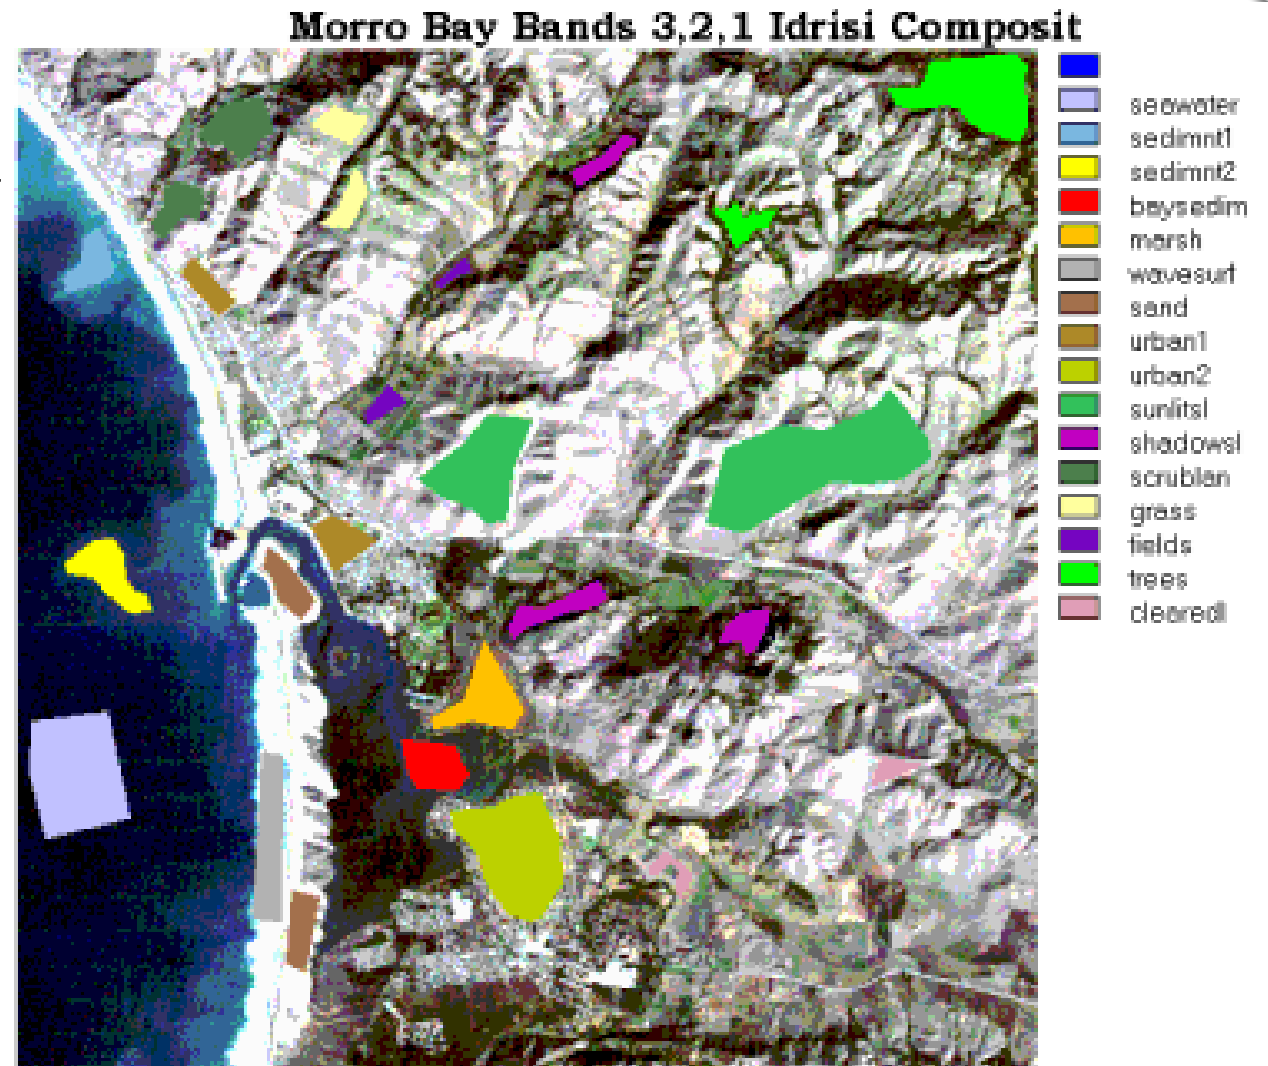 Morro Bay Bands 3,2,1 Idrisi Composit
seawater
sedimnt1
sedimnt2
baysedim
marsh
wavesurf
sand
urban1
urban2
sunlitsl
shadowsl
scrublan
grass
fields
trees
clearedl